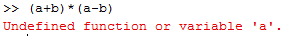 >> (a+b)*(a-b)
Undefined function or variable 'a'.